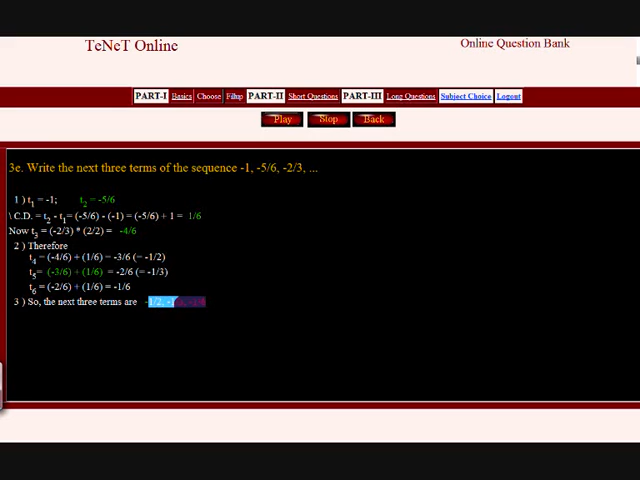 TeNeT Online
Online Question Bank
PART-I Basics Choose Fillup PART-II Short Questions PART-III Long Questions Subject Choice Logout
Play Stop Back
3e. Write the next three terms of the sequence -1, -5/6, -2/3, ...
1 ) t1 = -1; t2 = -5/6
\ C.D. = t2 - t1= (-5/6) - (-1) = (-5/6) + 1 = 1/6
Now t3 = (-2/3) * (2/2) = -4/6
2 ) Therefore
t4 = (-4/6) + (1/6) = -3/6 (= -1/2)
t5= (-3/6) + (1/6) = -2/6 (= -1/3)
t6 = (-2/6) + (1/6) = -1/6
3 ) So, the next three terms are -1/2, -1/3, -1/6